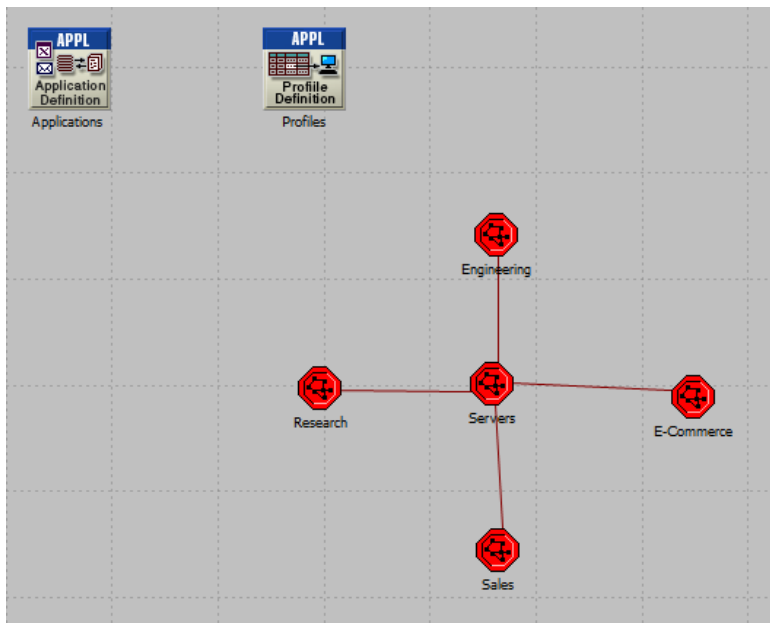 APPL
Application
Definition
Applications
APPL
Profile
Definition
Profiles
Engineering
Research
Servers
E-Commerce
Sales